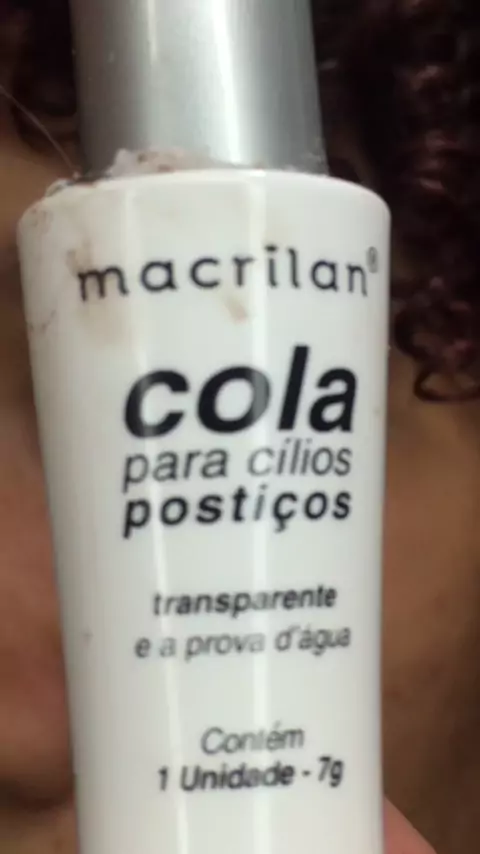 macrilan®
cola
para cílios
postiços
transparente
e a prova d'água
Contém
1 Unidade - 7g